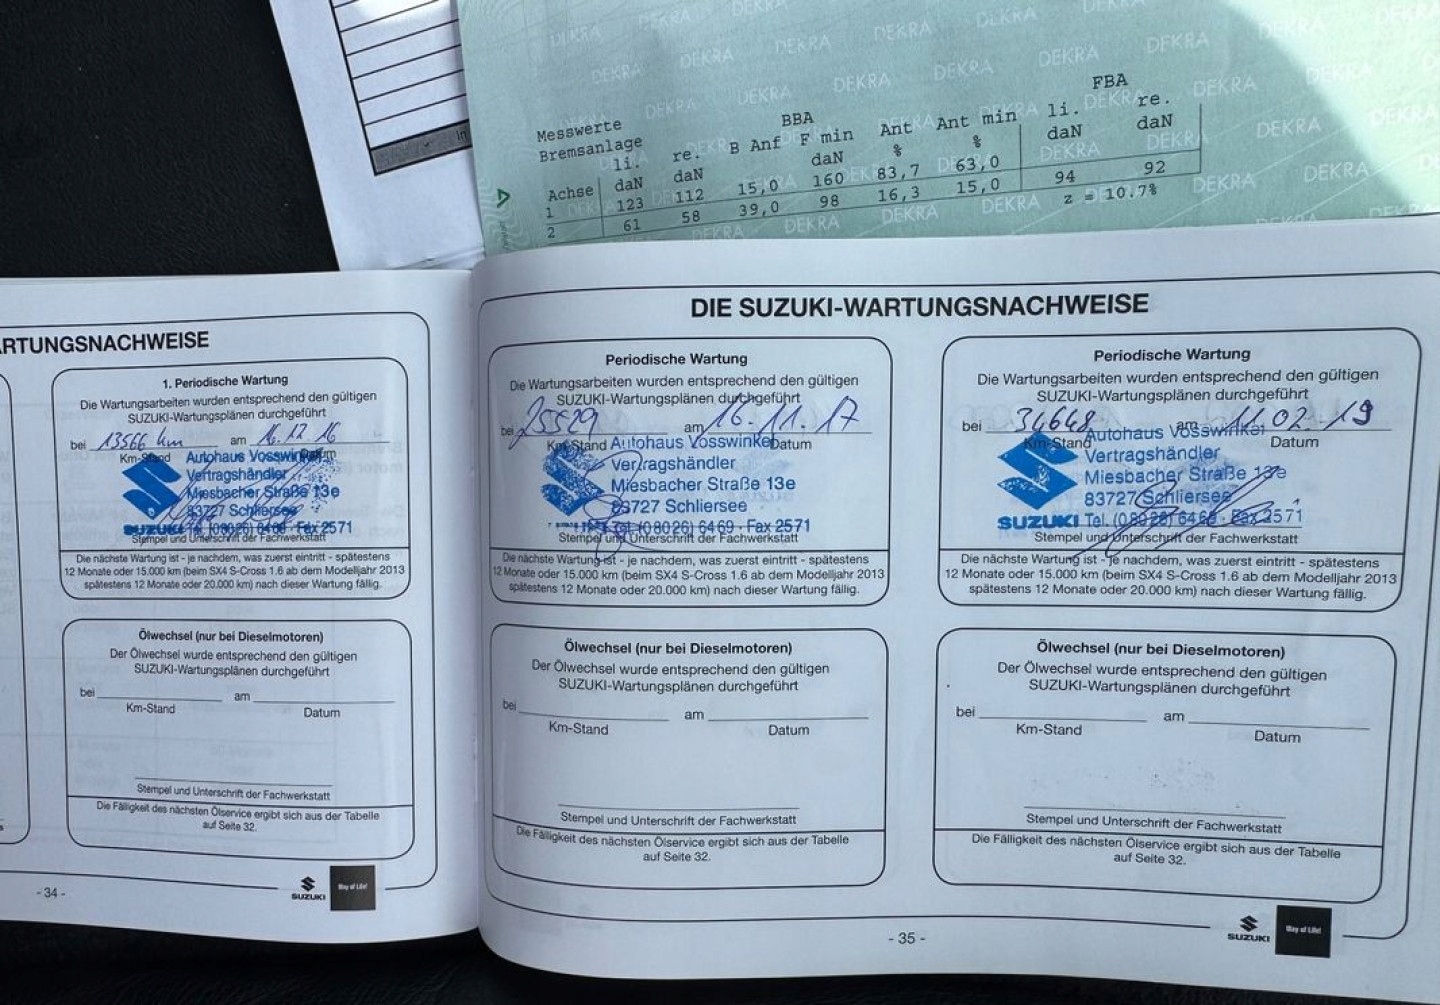 DEKRA
Messwerte
Bremsanlage
BBA
FBA
li. re. B Anf F min Ant Ant min li. re.
Achse daN daN daN % % daN daN
1 123 112 15,0 160 83,7 63,0
2 61 58 39,0 98 16,3 15,0 94 92
z = 10.7%
RTUNGSNACHWEISE
1. Periodische Wartung
Die Wartungsarbeiten wurden entsprechend den gültigen
SUZUKI-Wartungsplänen durchgeführt
bei 13566 km am 16.12.16
Km-Stand Datum
Autohaus Vosswinkel
Vertragshändler
Miesbacher Straße 13e
83727 Schliersee
SUZUKI Tel. (08026) 6469 · Fax 2571
Stempel und Unterschrift der Fachwerkstatt
Die nächste Wartung ist - je nachdem, was zuerst eintritt - spätestens
12 Monate oder 15.000 km (beim SX4 S-Cross 1.6 ab dem Modelljahr 2013
spätestens 12 Monate oder 20.000 km) nach dieser Wartung fällig.
Ölwechsel (nur bei Dieselmotoren)
Der Ölwechsel wurde entsprechend den gültigen
SUZUKI-Wartungsplänen durchgeführt
bei am
Km-Stand Datum
Stempel und Unterschrift der Fachwerkstatt
Die Fälligkeit des nächsten Ölservice ergibt sich aus der Tabelle
auf Seite 32.
- 34 -
SUZUKI
Way of Life!
DIE SUZUKI-WARTUNGSNACHWEISE
Periodische Wartung
Die Wartungsarbeiten wurden entsprechend den gültigen
SUZUKI-Wartungsplänen durchgeführt
bei 25529 am 16.11.17
Km-Stand Datum
Autohaus Vosswinkel
Vertragshändler
Miesbacher Straße 13e
83727 Schliersee
Tel. (08026) 6469 · Fax 2571
Stempel und Unterschrift der Fachwerkstatt
Die nächste Wartung ist - je nachdem, was zuerst eintritt - spätestens
12 Monate oder 15.000 km (beim SX4 S-Cross 1.6 ab dem Modelljahr 2013
spätestens 12 Monate oder 20.000 km) nach dieser Wartung fällig.
Ölwechsel (nur bei Dieselmotoren)
Der Ölwechsel wurde entsprechend den gültigen
SUZUKI-Wartungsplänen durchgeführt
bei am
Km-Stand Datum
Stempel und Unterschrift der Fachwerkstatt
Die Fälligkeit des nächsten Ölservice ergibt sich aus der Tabelle
auf Seite 32.
Periodische Wartung
Die Wartungsarbeiten wurden entsprechend den gültigen
SUZUKI-Wartungsplänen durchgeführt
bei 34648 am 11.02.19
Km-Stand Datum
Autohaus Vosswinkel
Vertragshändler
Miesbacher Straße 13e
83727 Schliersee
SUZUKI Tel. (08026) 6469 · Fax 2571
Stempel und Unterschrift der Fachwerkstatt
Die nächste Wartung ist - je nachdem, was zuerst eintritt - spätestens
12 Monate oder 15.000 km (beim SX4 S-Cross 1.6 ab dem Modelljahr 2013
spätestens 12 Monate oder 20.000 km) nach dieser Wartung fällig.
Ölwechsel (nur bei Dieselmotoren)
Der Ölwechsel wurde entsprechend den gültigen
SUZUKI-Wartungsplänen durchgeführt
bei am
Km-Stand Datum
Stempel und Unterschrift der Fachwerkstatt
Die Fälligkeit des nächsten Ölservice ergibt sich aus der Tabelle
auf Seite 32.
- 35 -
SUZUKI
Way of Life!